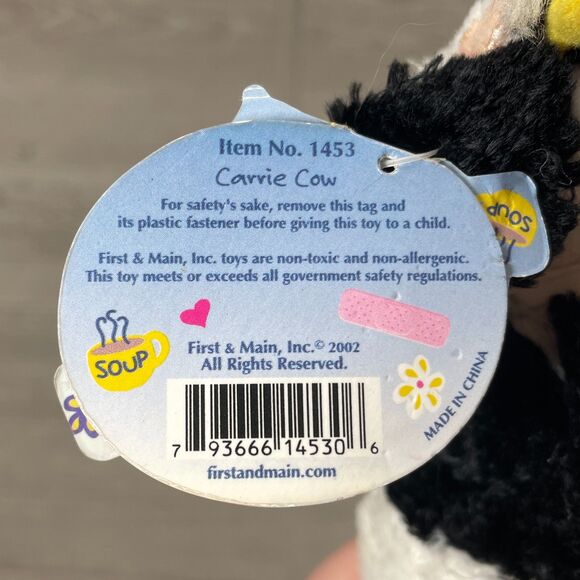 Item No. 1453
Carrie Cow
For safety's sake, remove this tag and
its plastic fastener before giving this toy to a child.
First & Main, Inc. toys are non-toxic and non-allergenic.
This toy meets or exceeds all government safety regulations.
SOUP
First & Main, Inc.© 2002
All Rights Reserved.
MADE IN CHINA
7 93666 14530 6
firstandmain.com
SOUP